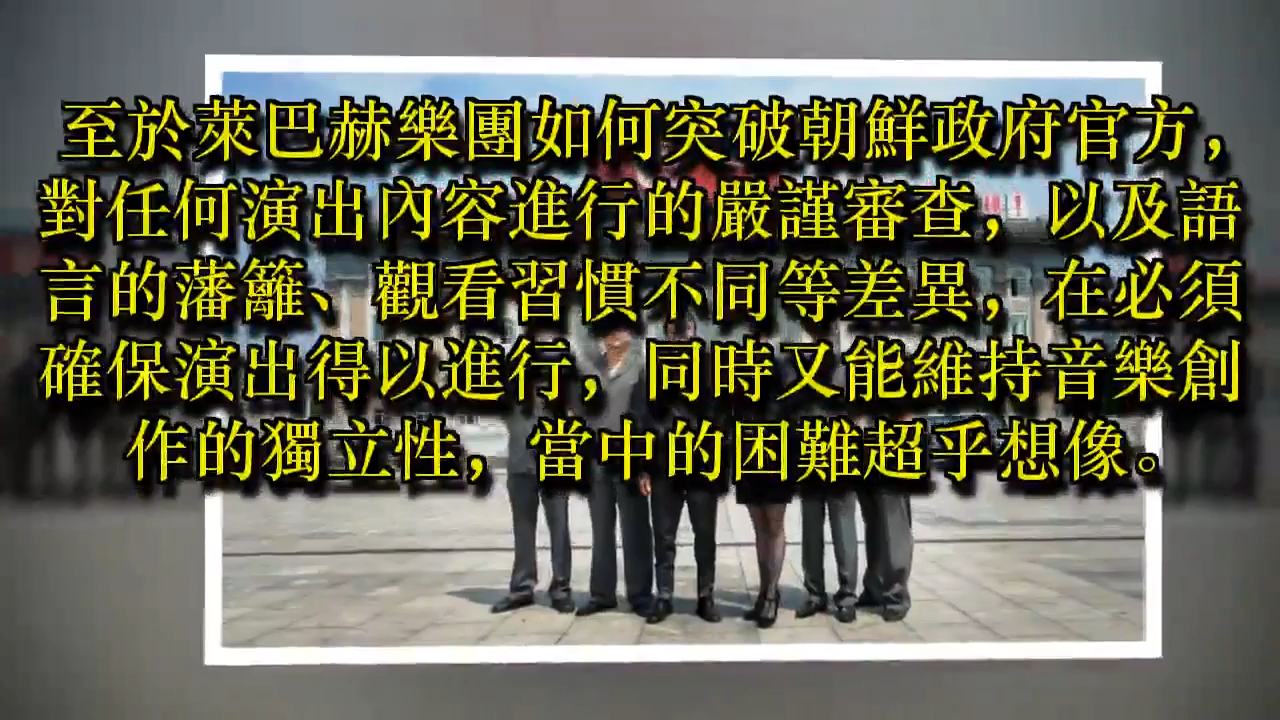 至於萊巴赫樂團如何突破朝鮮政府官方，
對任何演出內容進行的嚴謹審查，以及語
言的藩籬、觀看習慣不同等差異，在必須
確保演出得以進行，同時又能維持音樂創
作的獨立性，當中的困難超乎想像。